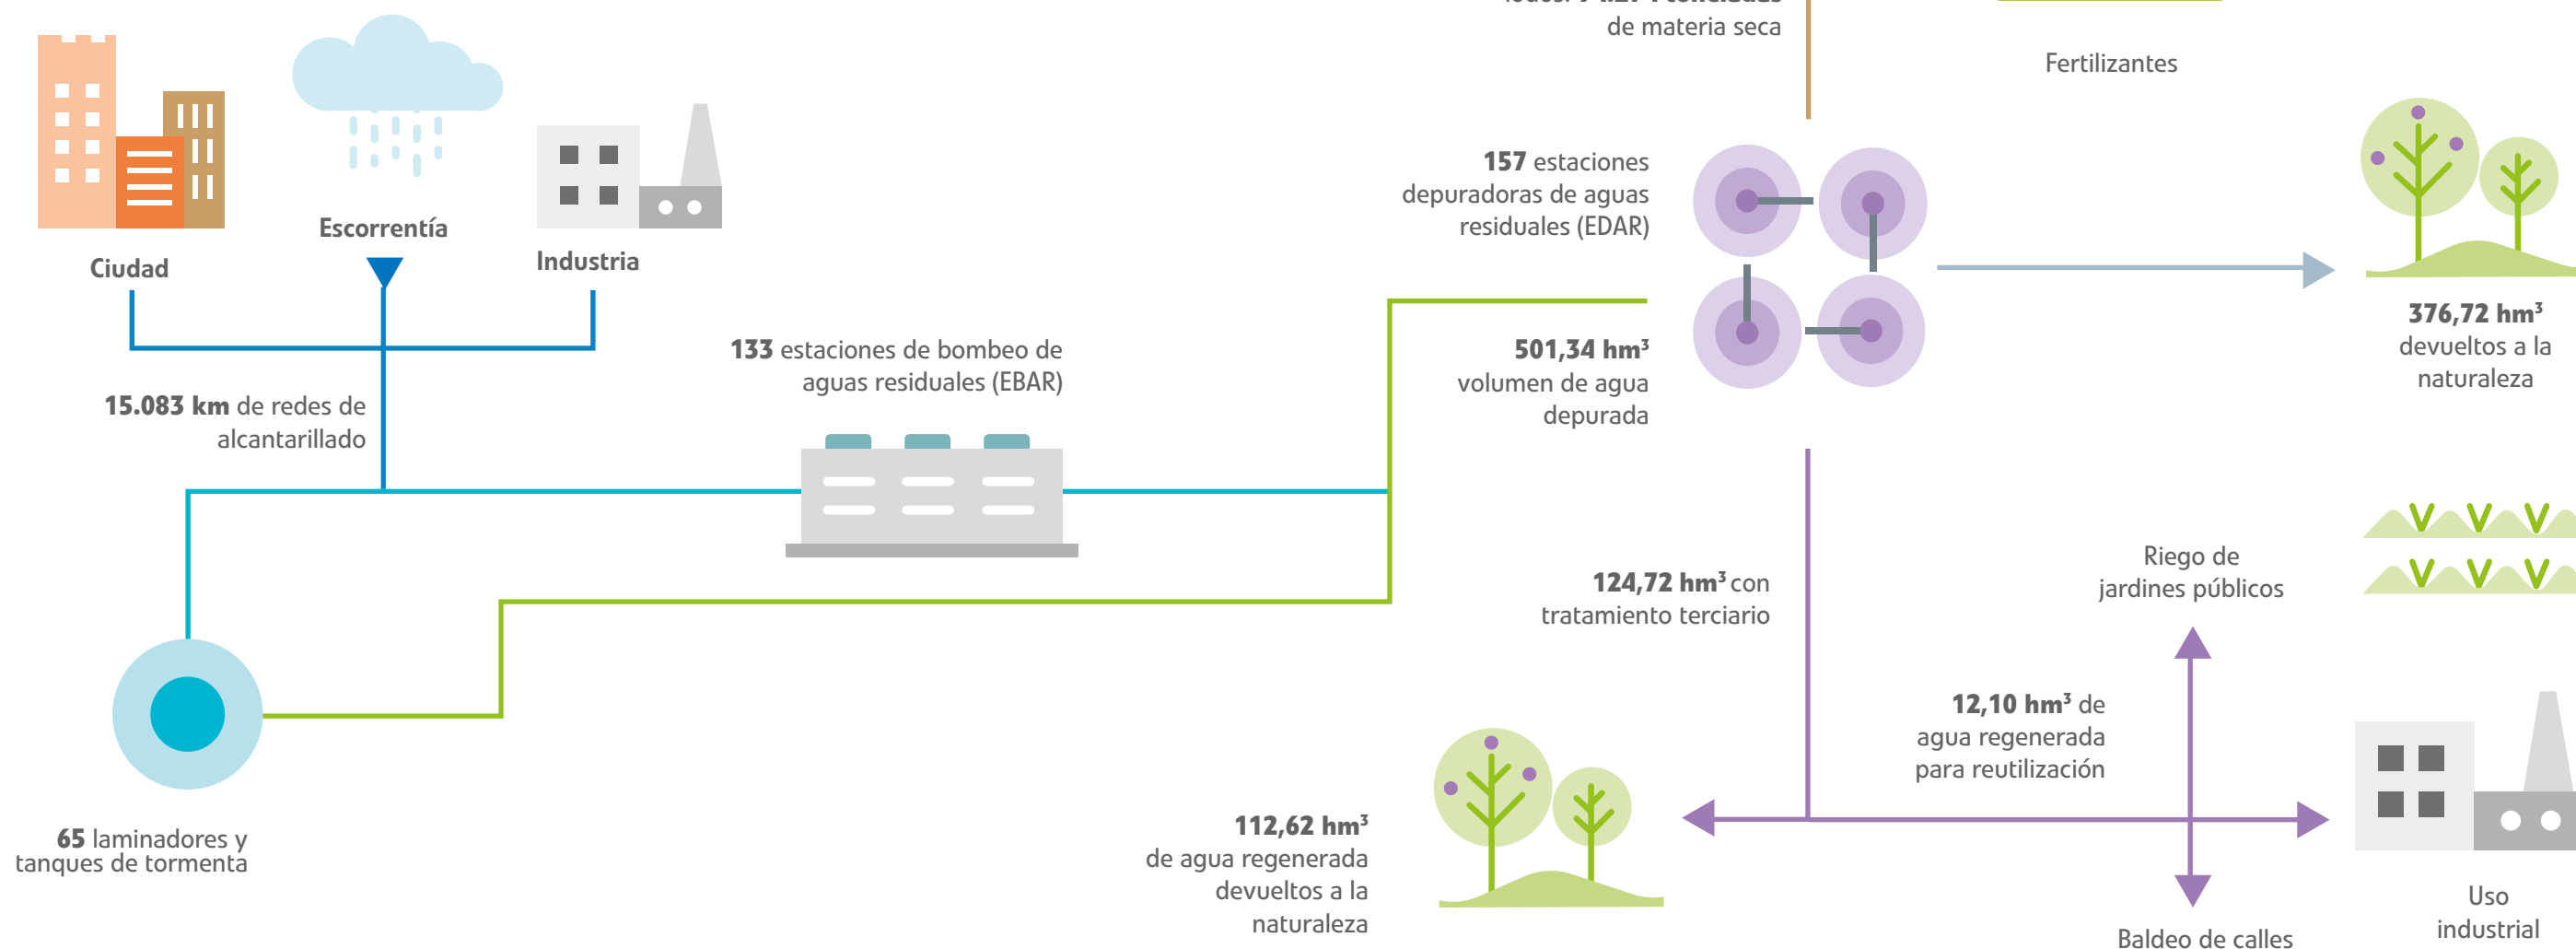 de materia seca
Fertilizantes
Ciudad
Escorrentía
Industria
15.083 km de redes de
alcantarillado
133 estaciones de bombeo de
aguas residuales (EBAR)
157 estaciones
depuradoras de aguas
residuales (EDAR)
501,34 hm³
volumen de agua
depurada
376,72 hm³
devueltos a la
naturaleza
124,72 hm³ con
tratamiento terciario
Riego de
jardines públicos
12,10 hm³ de
agua regenerada
para reutilización
65 laminadores y
tanques de tormenta
112,62 hm³
de agua regenerada
devueltos a la
naturaleza
Uso
industrial
Baldeo de calles